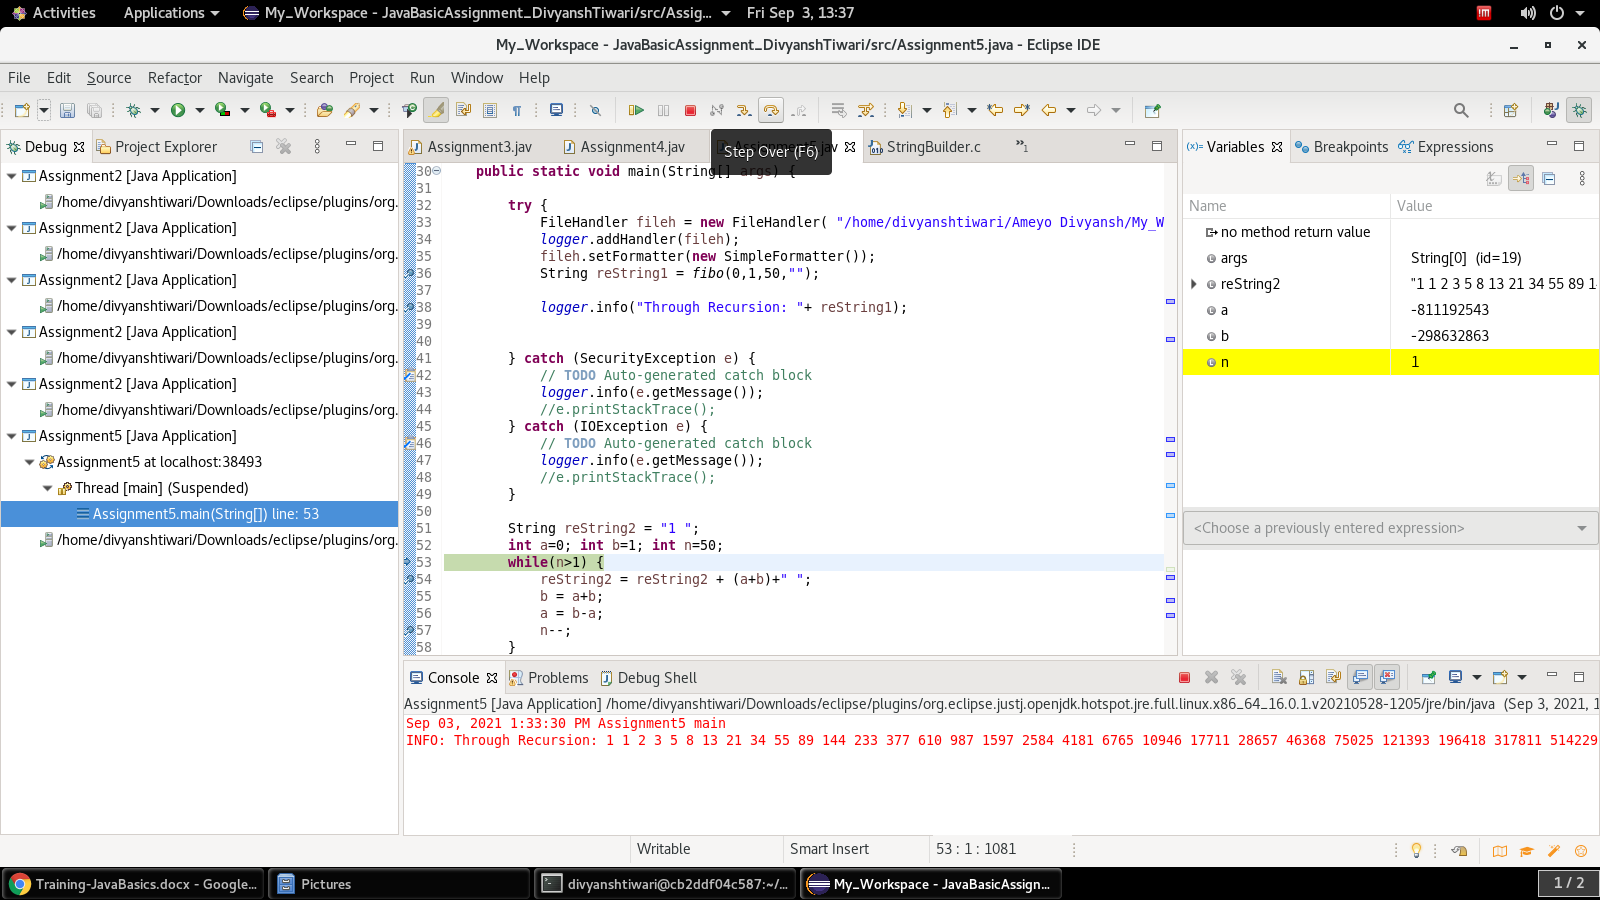 Activities Applications My_Workspace - JavaBasicAssignment_DivyanshTiwari/src/Assig... Fri Sep 3, 13:37
My_Workspace - JavaBasicAssignment_DivyanshTiwari/src/Assignment5.java - Eclipse IDE
File Edit Source Refactor Navigate Search Project Run Window Help
Debug Project Explorer
Assignment2 [Java Application]
/home/divyanshtiwari/Downloads/eclipse/plugins/org.
Assignment2 [Java Application]
/home/divyanshtiwari/Downloads/eclipse/plugins/org.
Assignment2 [Java Application]
/home/divyanshtiwari/Downloads/eclipse/plugins/org.
Assignment2 [Java Application]
/home/divyanshtiwari/Downloads/eclipse/plugins/org.
Assignment2 [Java Application]
/home/divyanshtiwari/Downloads/eclipse/plugins/org.
Assignment5 [Java Application]
Assignment5 at localhost:38493
Thread [main] (Suspended)
Assignment5.main(String[]) line: 53
/home/divyanshtiwari/Downloads/eclipse/plugins/org.
Assignment3.jav Assignment4.jav StringBuilder.c »1
Step Over (F6)
30 public static void main(String[] args) {
31
32 try {
33 FileHandler fileh = new FileHandler( "/home/divyanshtiwari/Ameyo Divyansh/My_W
34 logger.addHandler(fileh);
35 fileh.setFormatter(new SimpleFormatter());
36 String reString1 = fibo(0,1,50,"");
37
38 logger.info("Through Recursion: "+ reString1);
39
40
41 } catch (SecurityException e) {
42 // TODO Auto-generated catch block
43 logger.info(e.getMessage());
44 //e.printStackTrace();
45 } catch (IOException e) {
46 // TODO Auto-generated catch block
47 logger.info(e.getMessage());
48 //e.printStackTrace();
49 }
50
51 String reString2 = "1 ";
52 int a=0; int b=1; int n=50;
53 while(n>1) {
54 reString2 = reString2 + (a+b)+" ";
55 b = a+b;
56 a = b-a;
57 n--;
58 }
Variables Breakpoints Expressions
Name Value
no method return value
args String[0] (id=19)
reString2 "1 1 2 3 5 8 13 21 34 55 89 1
a -811192543
b -298632863
n 1
<Choose a previously entered expression>
Console Problems Debug Shell
Assignment5 [Java Application] /home/divyanshtiwari/Downloads/eclipse/plugins/org.eclipse.justj.openjdk.hotspot.jre.full.linux.x86_64_16.0.1.v20210528-1205/jre/bin/java (Sep 3, 2021, 1
Sep 03, 2021 1:33:30 PM Assignment5 main
INFO: Through Recursion: 1 1 2 3 5 8 13 21 34 55 89 144 233 377 610 987 1597 2584 4181 6765 10946 17711 28657 46368 75025 121393 196418 317811 514229
Writable Smart Insert 53 : 1 : 1081
Training-JavaBasics.docx - Google... Pictures divyanshtiwari@cb2ddf04c587:~/... My_Workspace - JavaBasicAssign... 1 / 2